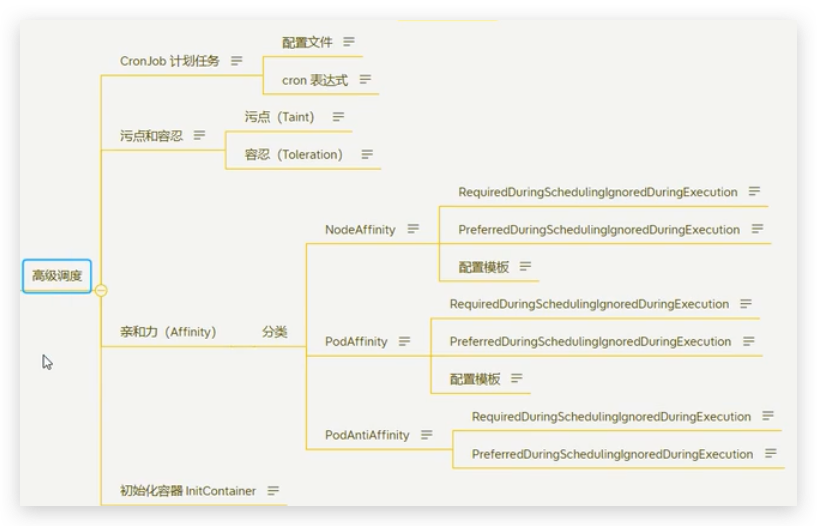 CronJob 计划任务
配置文件
cron 表达式
污点和容忍
污点（Taint）
容忍（Toleration）
高级调度
亲和力（Affinity）
分类
NodeAffinity
RequiredDuringSchedulingIgnoredDuringExecution
PreferredDuringSchedulingIgnoredDuringExecution
配置模板
PodAffinity
RequiredDuringSchedulingIgnoredDuringExecution
PreferredDuringSchedulingIgnoredDuringExecution
配置模板
PodAntiAffinity
RequiredDuringSchedulingIgnoredDuringExecution
PreferredDuringSchedulingIgnoredDuringExecution
初始化容器 InitContainer